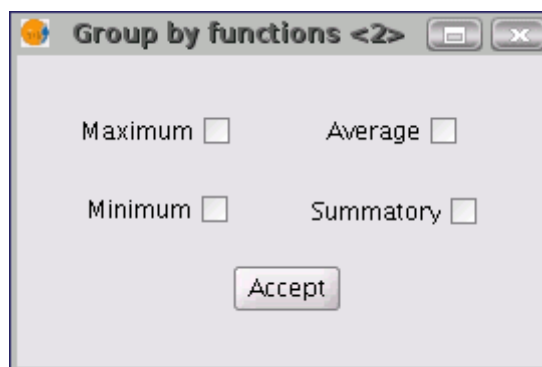 Group by functions <2>
Maximum Average
Minimum Summatory
Accept